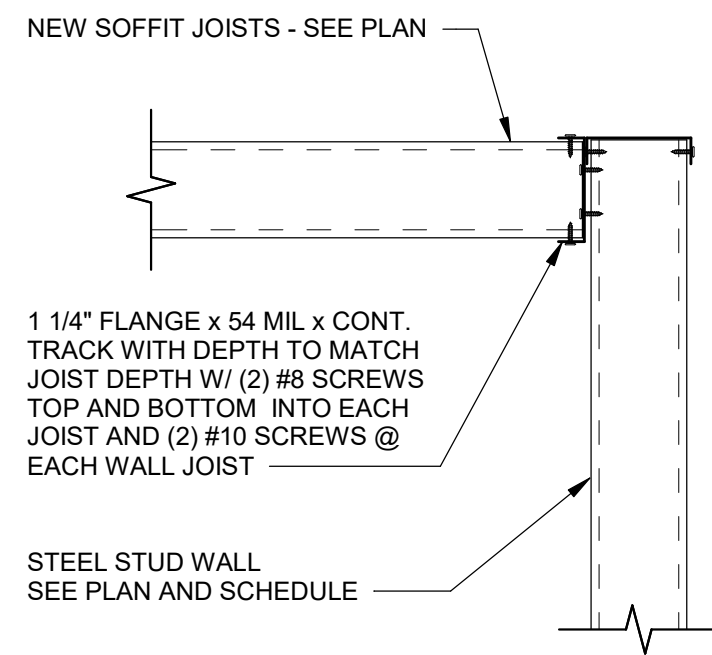 NEW SOFFIT JOISTS - SEE PLAN
1 1/4" FLANGE x 54 MIL x CONT.
TRACK WITH DEPTH TO MATCH
JOIST DEPTH W/ (2) #8 SCREWS
TOP AND BOTTOM INTO EACH
JOIST AND (2) #10 SCREWS @
EACH WALL JOIST
STEEL STUD WALL
SEE PLAN AND SCHEDULE